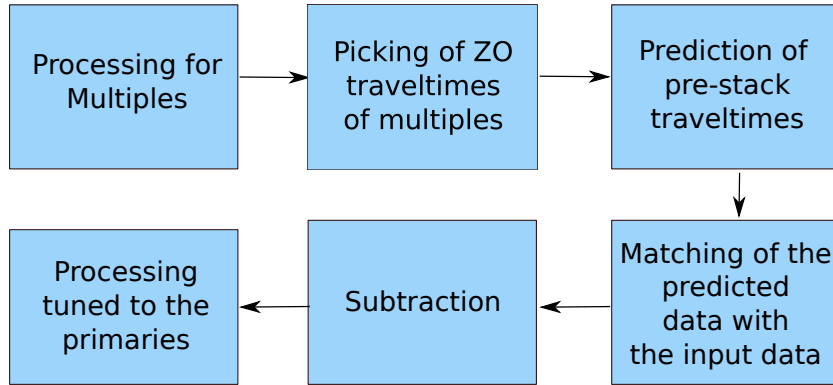 Processing for
Multiples
Picking of ZO
traveltimes
of multiples
Prediction of
pre-stack
traveltimes
Matching of the
predicted
data with
the input data
Subtraction
Processing
tuned to the
primaries